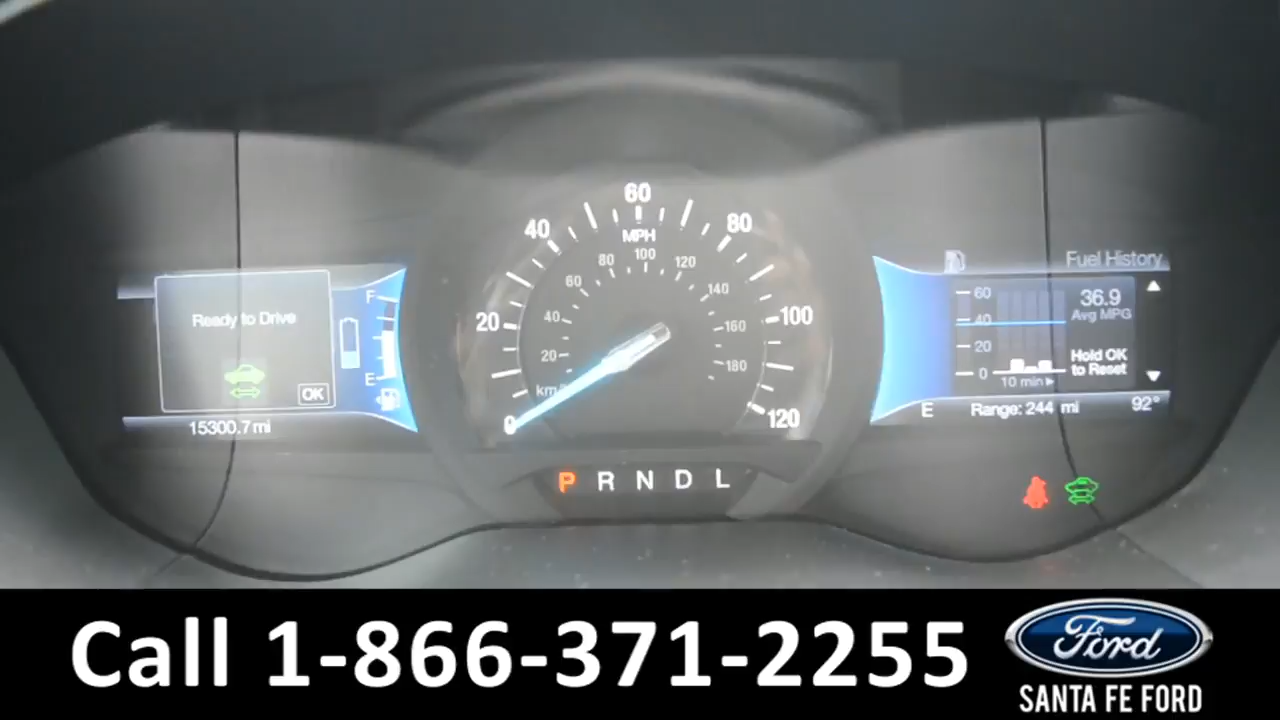 Ready to Drive
OK
15300.7 mi
F
E
0
20
40
60
80
100
120
MPH
20
40
60
80
100
120
140
160
180
P R N D L
Fuel History
60
40
20
0
10 min
36.9
Avg MPG
Hold OK
to Reset
E
Range: 244 mi
92°
Call 1-866-371-2255
Ford
SANTA FE FORD